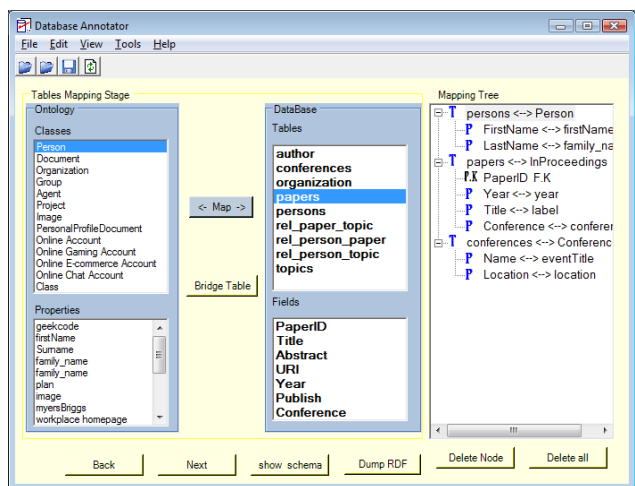 Database Annotator
File Edit View Tools Help
Tables Mapping Stage
Ontology
Classes
Person
Document
Organization
Group
Agent
Project
Image
PersonalProfileDocument
Online Account
Online Gaming Account
Online E-commerce Account
Online Chat Account
Class
Properties
geekcode
firstName
Surname
family_name
family_name
plan
image
myersBriggs
workplace homepage
<- Map ->
Bridge Table
DataBase
Tables
author
conferences
organization
papers
persons
rel_paper_topic
rel_person_paper
rel_person_topic
topics
Fields
PaperID
Title
Abstract
URI
Year
Publish
Conference
Mapping Tree
T persons <--> Person
P FirstName <--> firstName
P LastName <--> family_na
T papers <--> InProceedings
P.K PaperID F.K
P Year <--> year
P Title <--> label
P Conference <--> conferer
T conferences <--> Conferenc
P Name <--> eventTitle
P Location <--> location
Back
Next
show schema
Dump RDF
Delete Node
Delete all